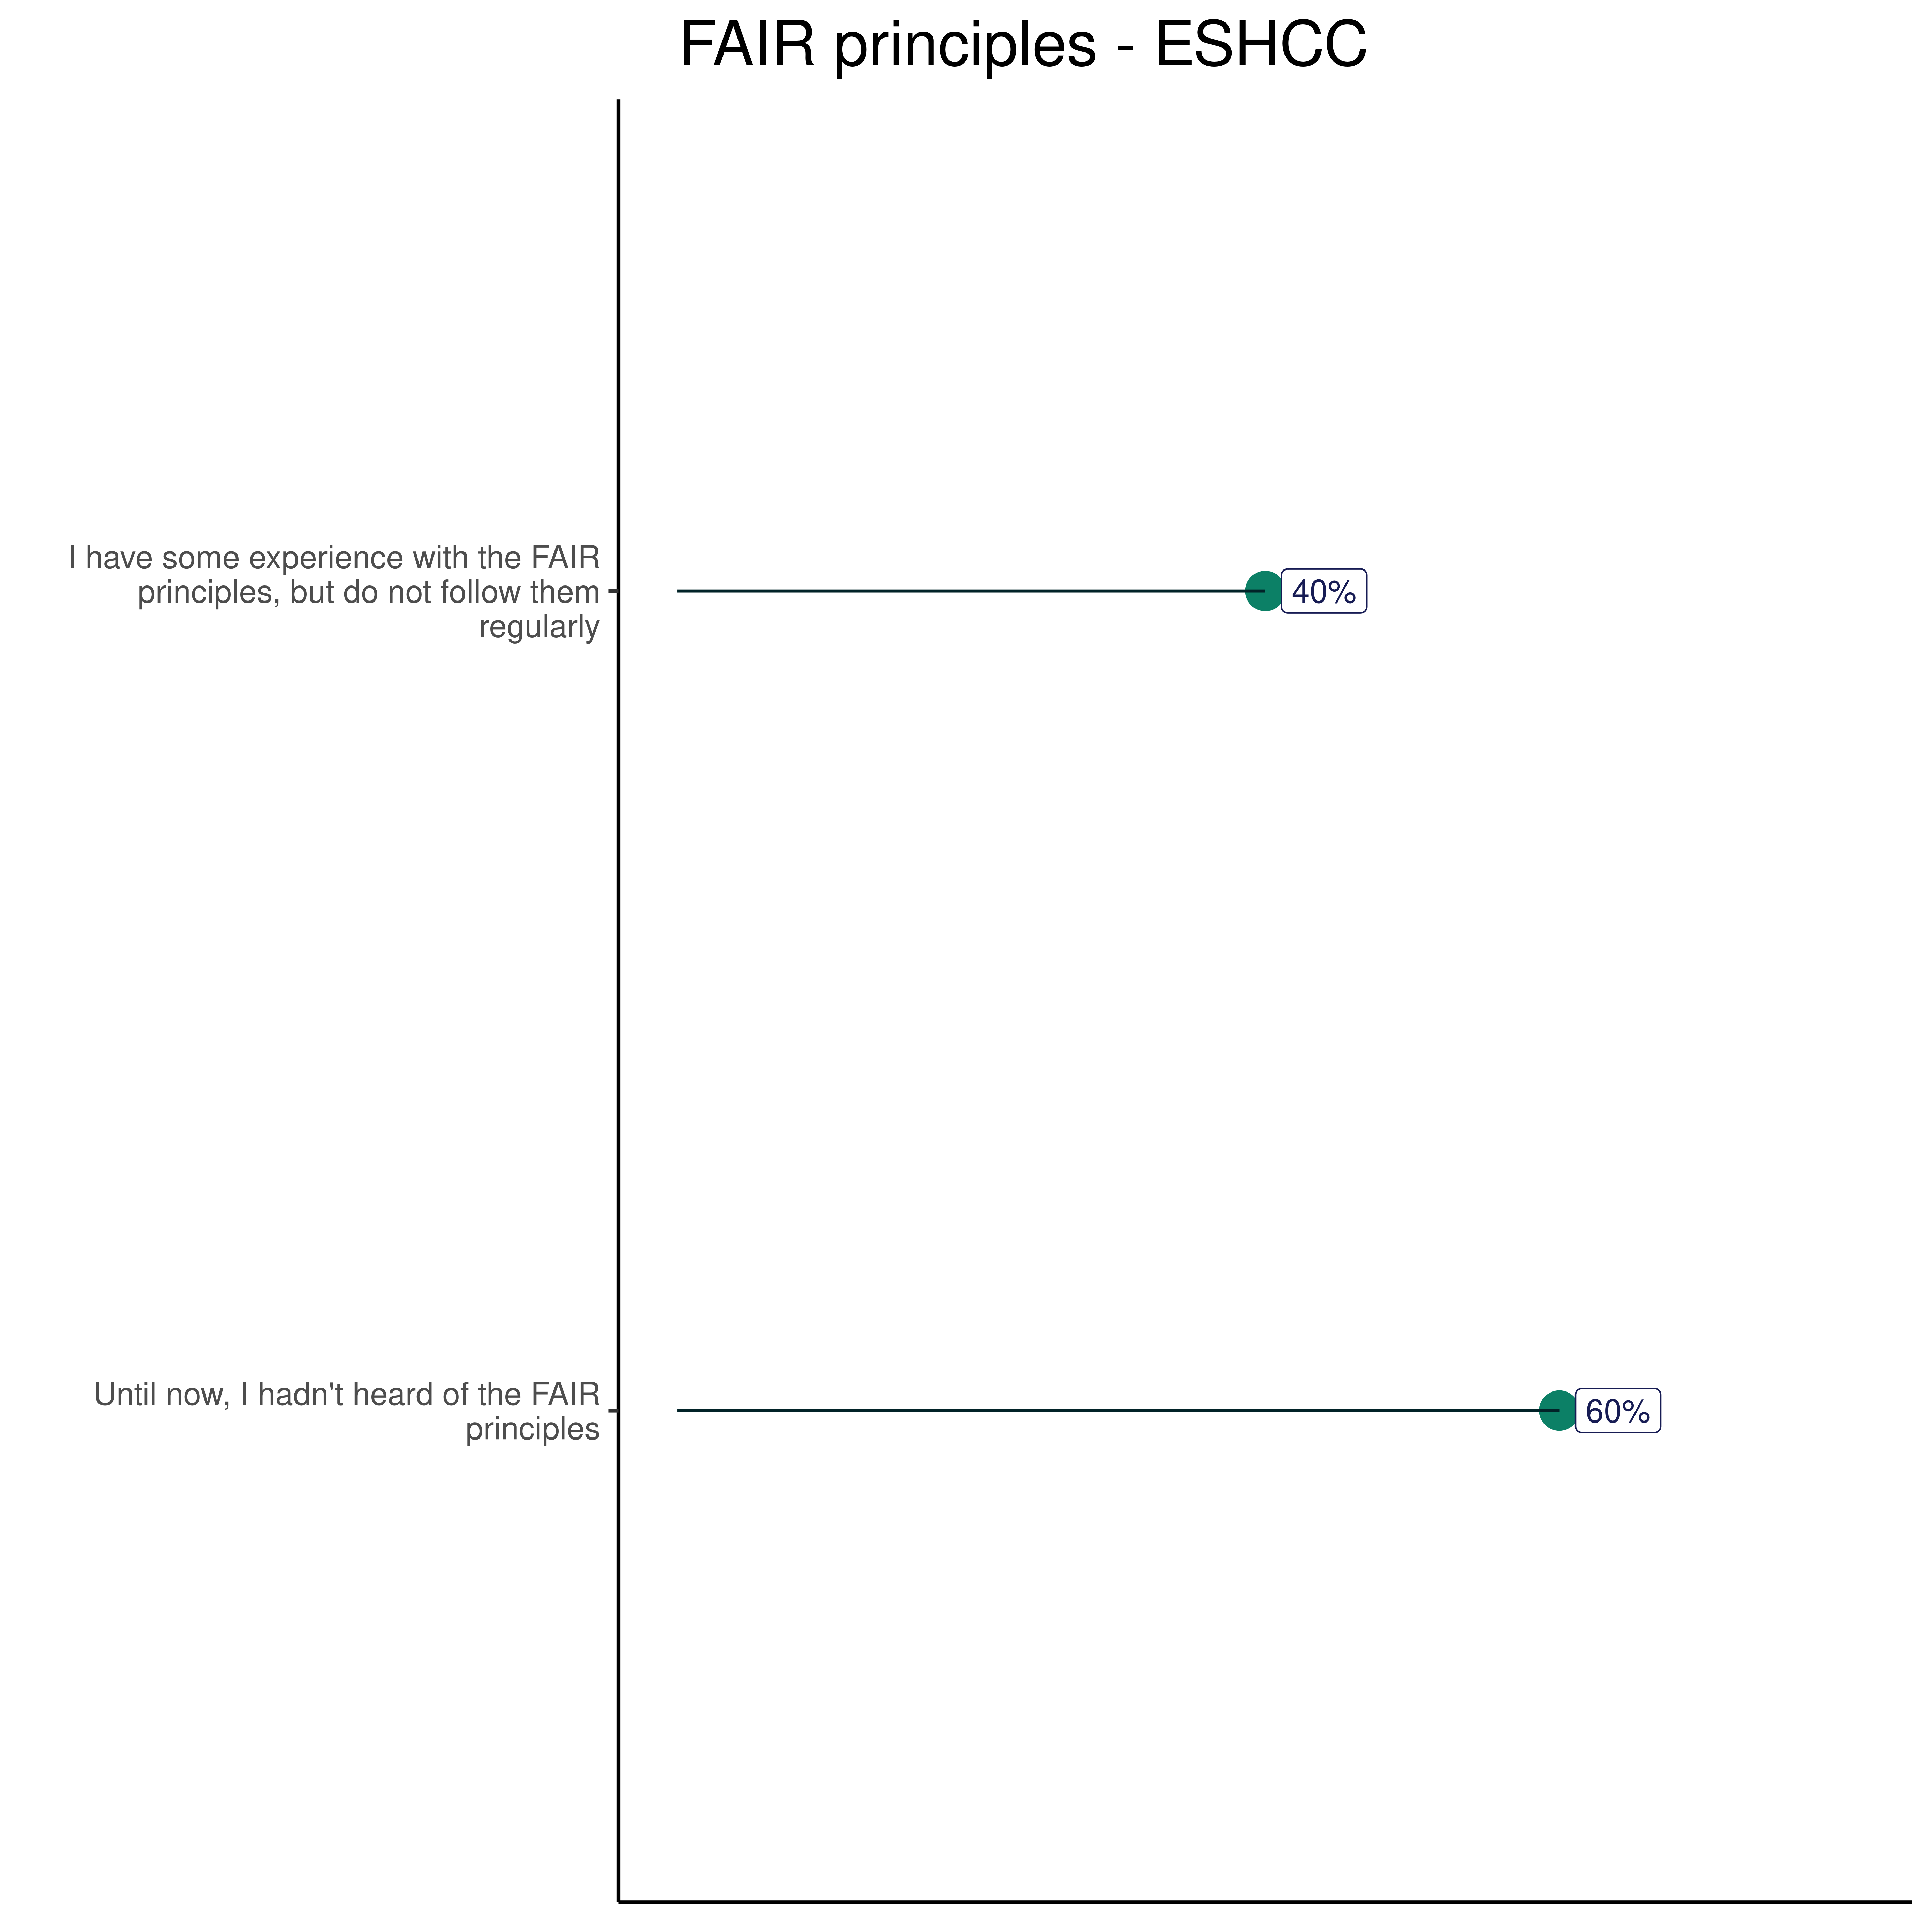 FAIR principles - ESHCC
I have some experience with the FAIR
principles, but do not follow them
regularly
40%
Until now, I hadn't heard of the FAIR
principles
60%